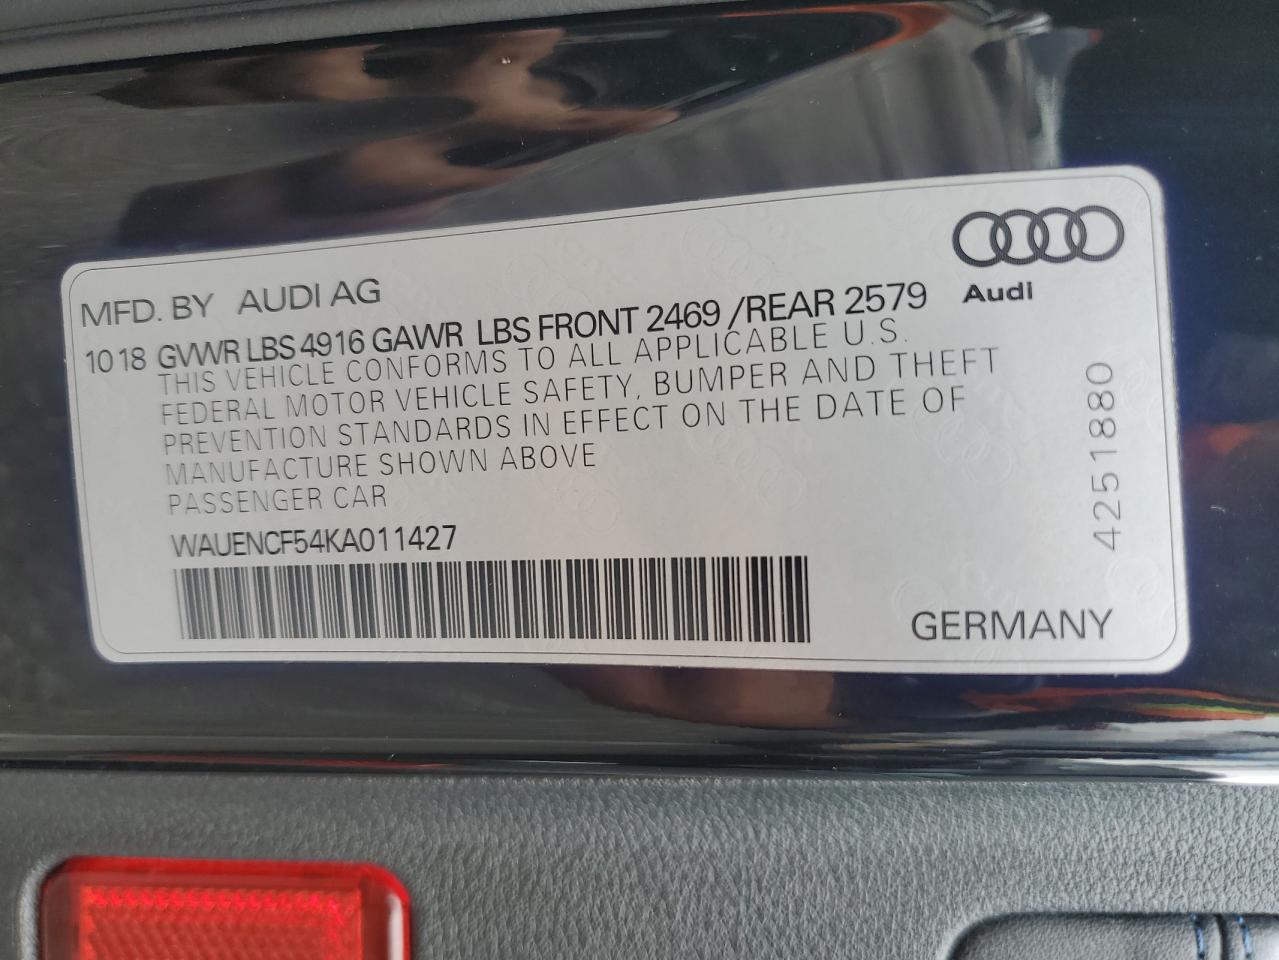 MFD. BY AUDI AG
Audi
10 18 GVWR LBS 4916 GAWR LBS FRONT 2469 /REAR 2579
THIS VEHICLE CONFORMS TO ALL APPLICABLE U.S.
FEDERAL MOTOR VEHICLE SAFETY, BUMPER AND THEFT
PREVENTION STANDARDS IN EFFECT ON THE DATE OF
MANUFACTURE SHOWN ABOVE
PASSENGER CAR
WAUENCF54KA011427
4251880
GERMANY